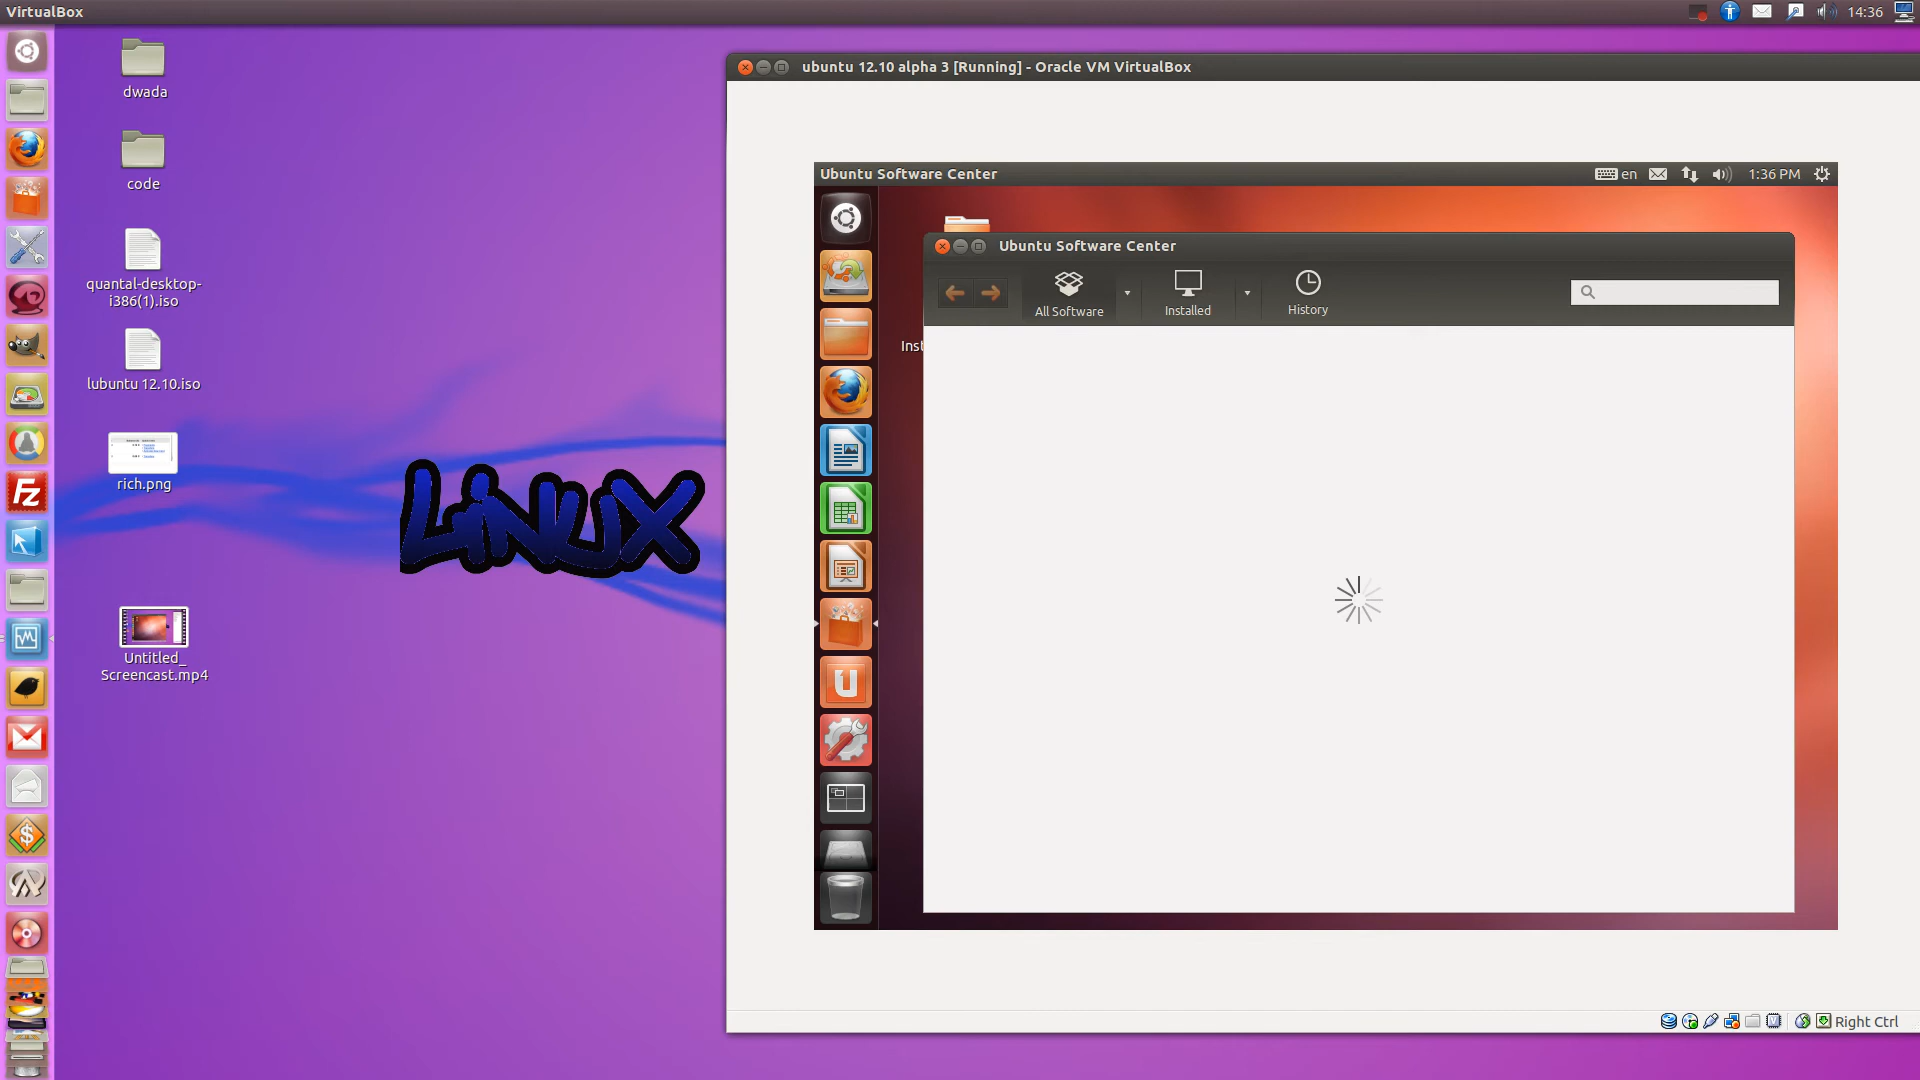 VirtualBox
14:36
dwada
code
quantal-desktop-
i386(1).iso
lubuntu 12.10.iso
rich.png
Untitled_
Screencast.mp4
LiNUX
Fz
ubuntu 12.10 alpha 3 [Running] - Oracle VM VirtualBox
Ubuntu Software Center
en
1:36 PM
Inst
Ubuntu Software Center
All Software
Installed
History
Right Ctrl